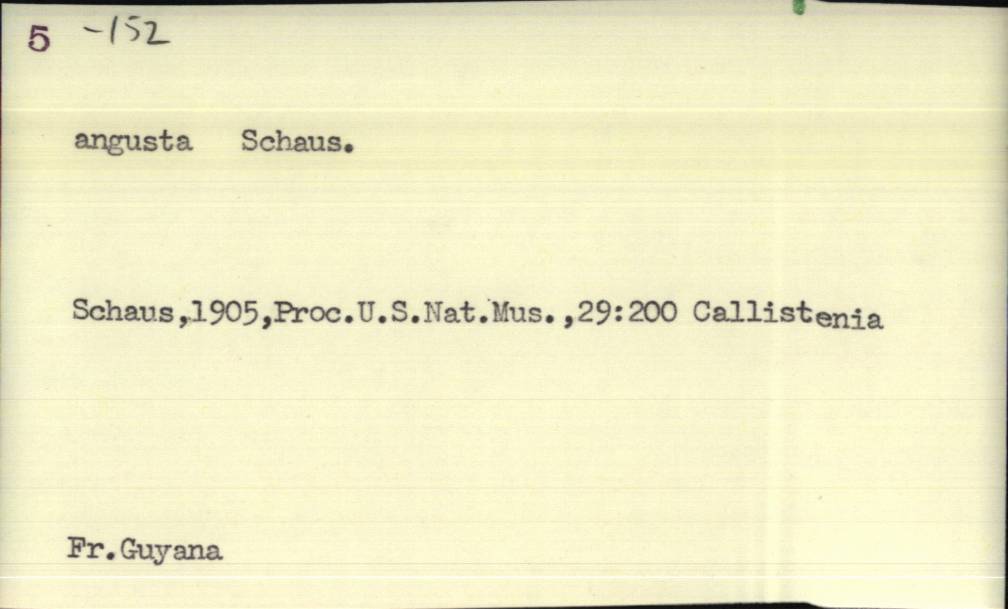 5 -152
angusta Schaus.
Schaus,1905,Proc.U.S.Nat.Mus.,29:200 Callistenia
Fr.Guyana